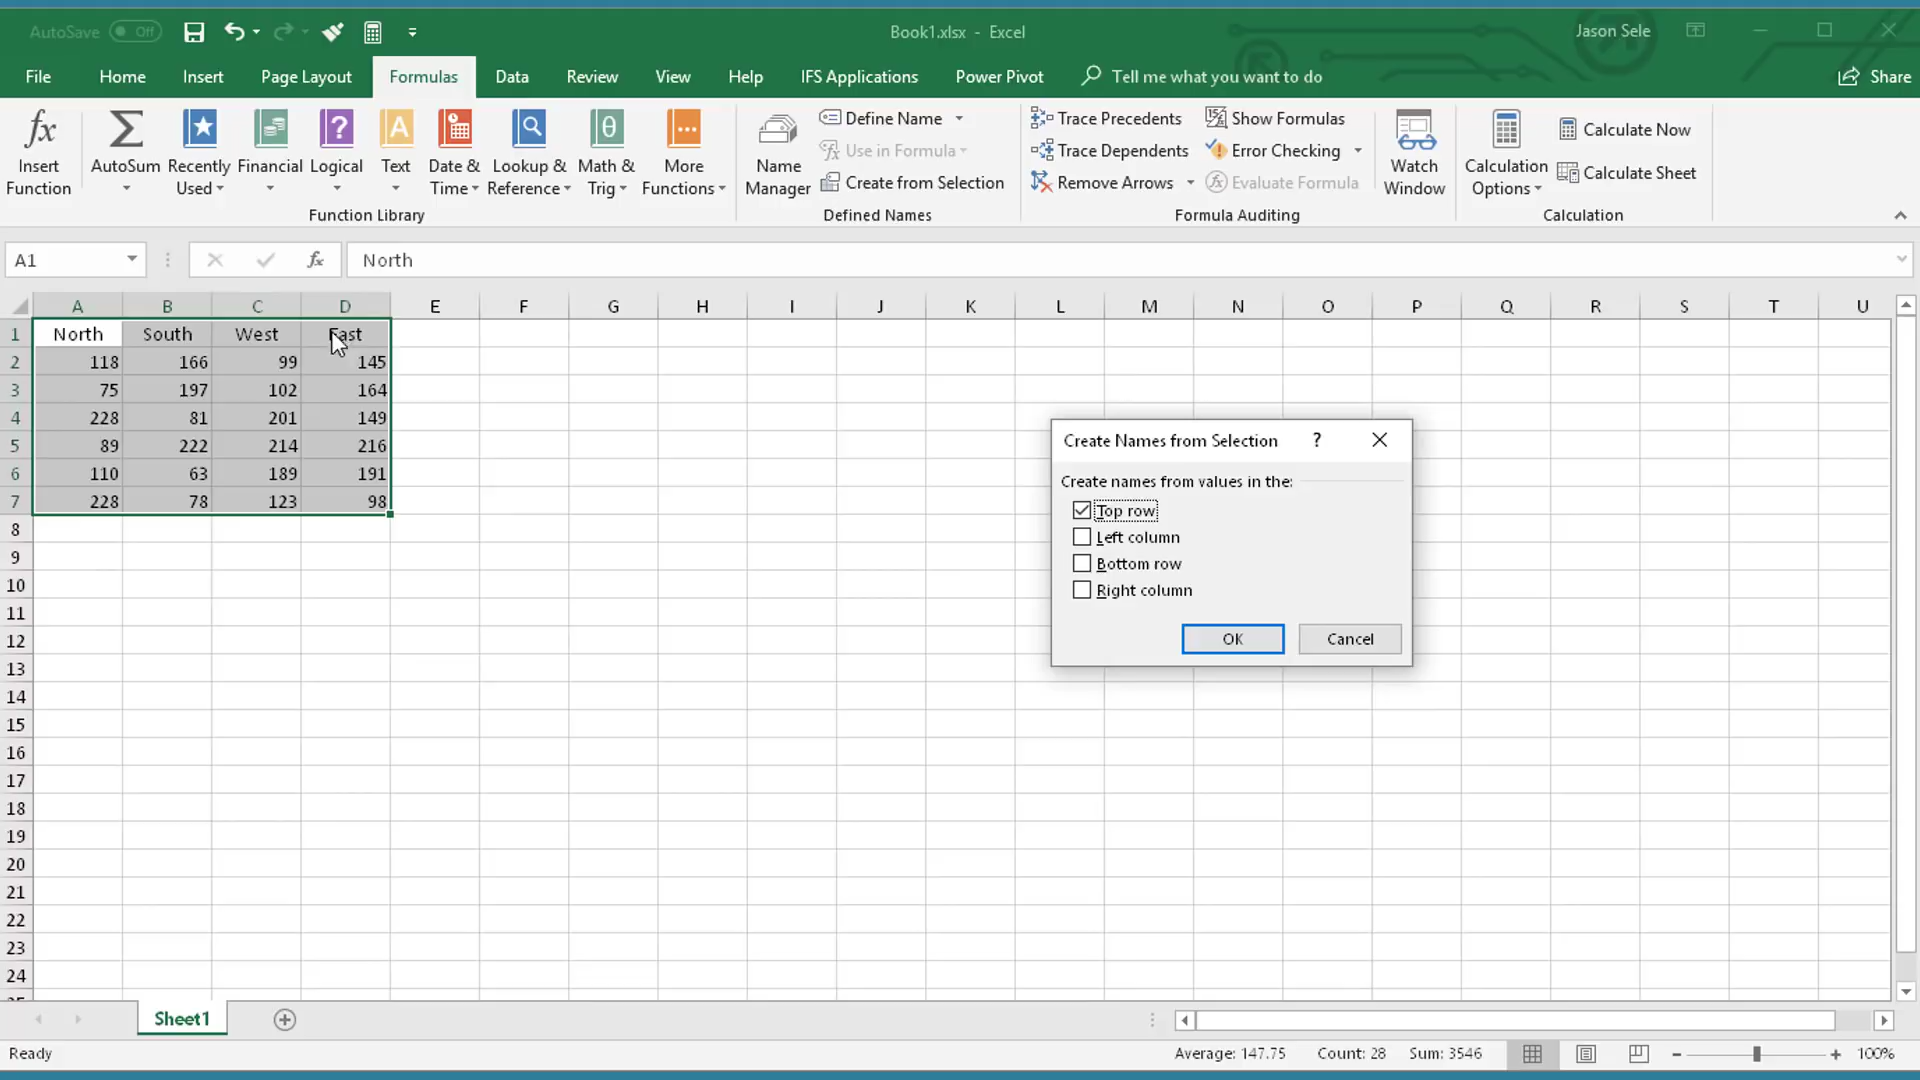 AutoSave Off Book1.xlsx - Excel Jason Sele
File Home Insert Page Layout Formulas Data Review View Help IFS Applications Power Pivot Tell me what you want to do Share
fx Insert Function
AutoSum
Recently Used
Financial
Logical
Text
Date & Time
Lookup & Reference
Math & Trig
More Functions
Function Library
Name Manager
Define Name
Use in Formula
Create from Selection
Defined Names
Trace Precedents
Trace Dependents
Remove Arrows
Show Formulas
Error Checking
Evaluate Formula
Formula Auditing
Watch Window
Calculation Options
Calculate Now
Calculate Sheet
Calculation
A1 fx North
A B C D E F G H I J K L M N O P Q R S T U
1 North South West East
2 118 166 99 145
3 75 197 102 164
4 228 81 201 149
5 89 222 214 216
6 110 63 189 191
7 228 78 123 98
8
9
10
11
12
13
14
15
16
17
18
19
20
21
22
23
24
Create Names from Selection ?
Create names from values in the:
Top row
Left column
Bottom row
Right column
OK Cancel
Sheet1
Ready Average: 147.75 Count: 28 Sum: 3546 100%